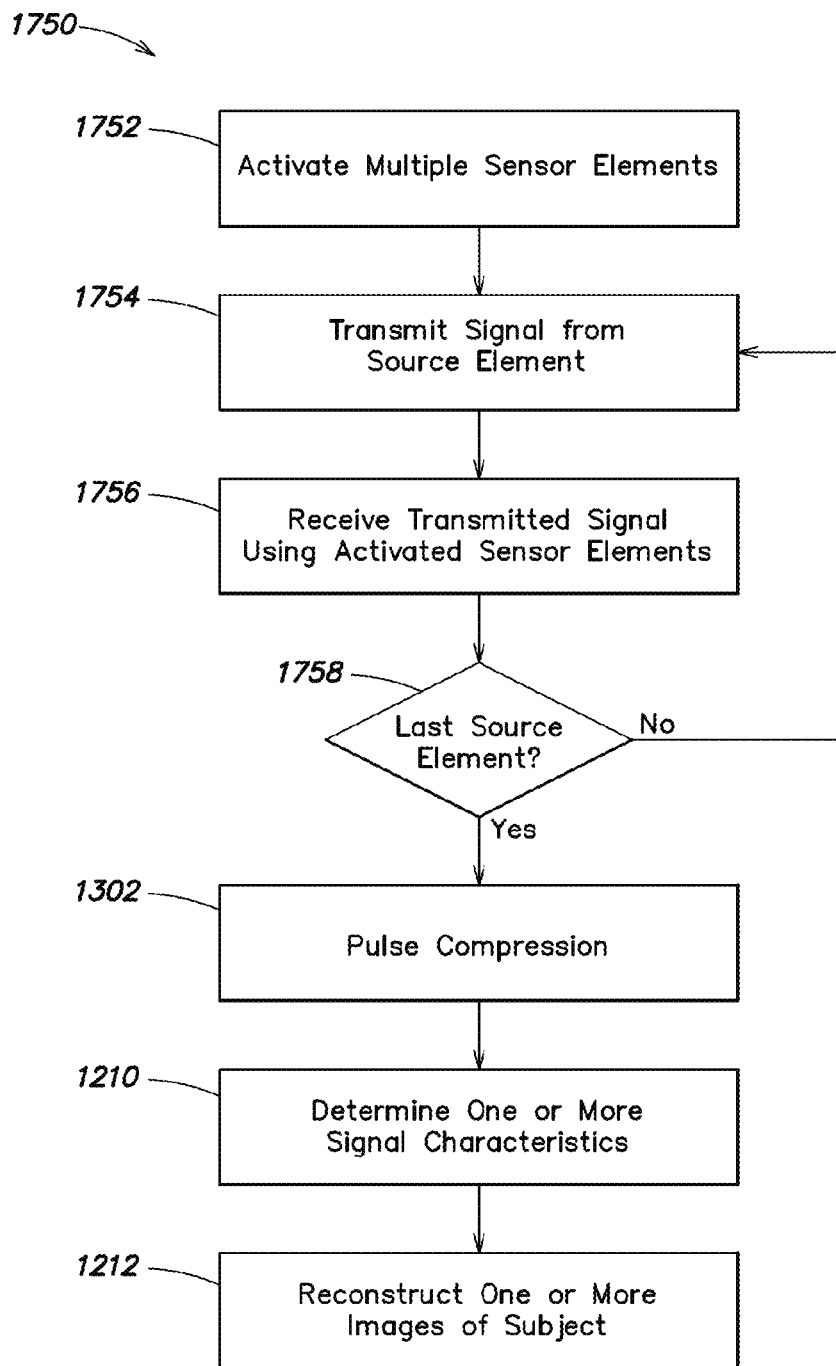 1750
1752
Activate Multiple Sensor Elements
1754
Transmit Signal from
Source Element
1756
Receive Transmitted Signal
Using Activated Sensor Elements
1758
Last Source
Element?
No
Yes
1302
Pulse Compression
1210
Determine One or More
Signal Characteristics
1212
Reconstruct One or More
Images of Subject